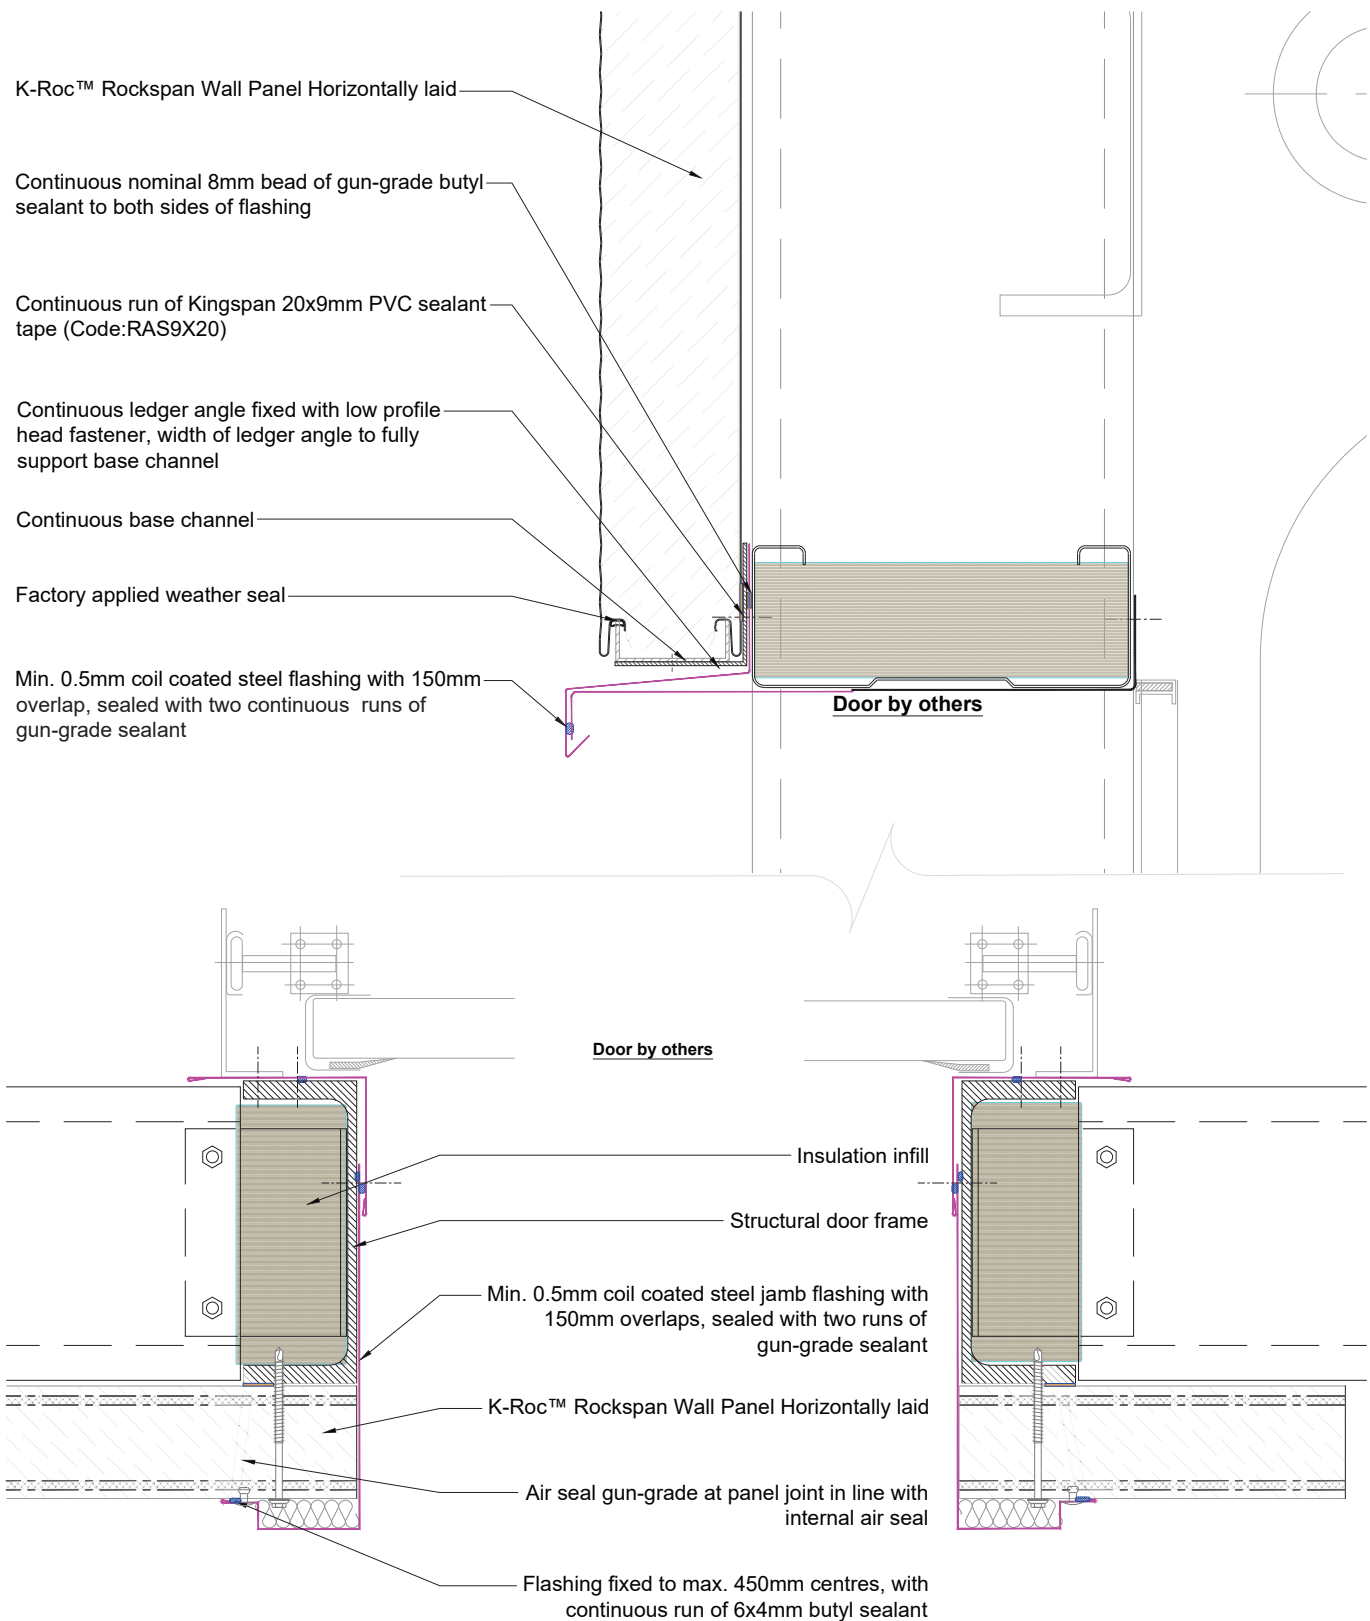 K-Roc™ Rockspan Wall Panel Horizontally laid
Continuous nominal 8mm bead of gun-grade butyl
sealant to both sides of flashing
Continuous run of Kingspan 20x9mm PVC sealant
tape (Code:RAS9X20)
Continuous ledger angle fixed with low profile
head fastener, width of ledger angle to fully
support base channel
Continuous base channel
Factory applied weather seal
Min. 0.5mm coil coated steel flashing with 150mm
overlap, sealed with two continuous runs of
gun-grade sealant
Door by others
Door by others
Insulation infill
Structural door frame
Min. 0.5mm coil coated steel jamb flashing with
150mm overlaps, sealed with two runs of
gun-grade sealant
K-Roc™ Rockspan Wall Panel Horizontally laid
Air seal gun-grade at panel joint in line with
internal air seal
Flashing fixed to max. 450mm centres, with
continuous run of 6x4mm butyl sealant